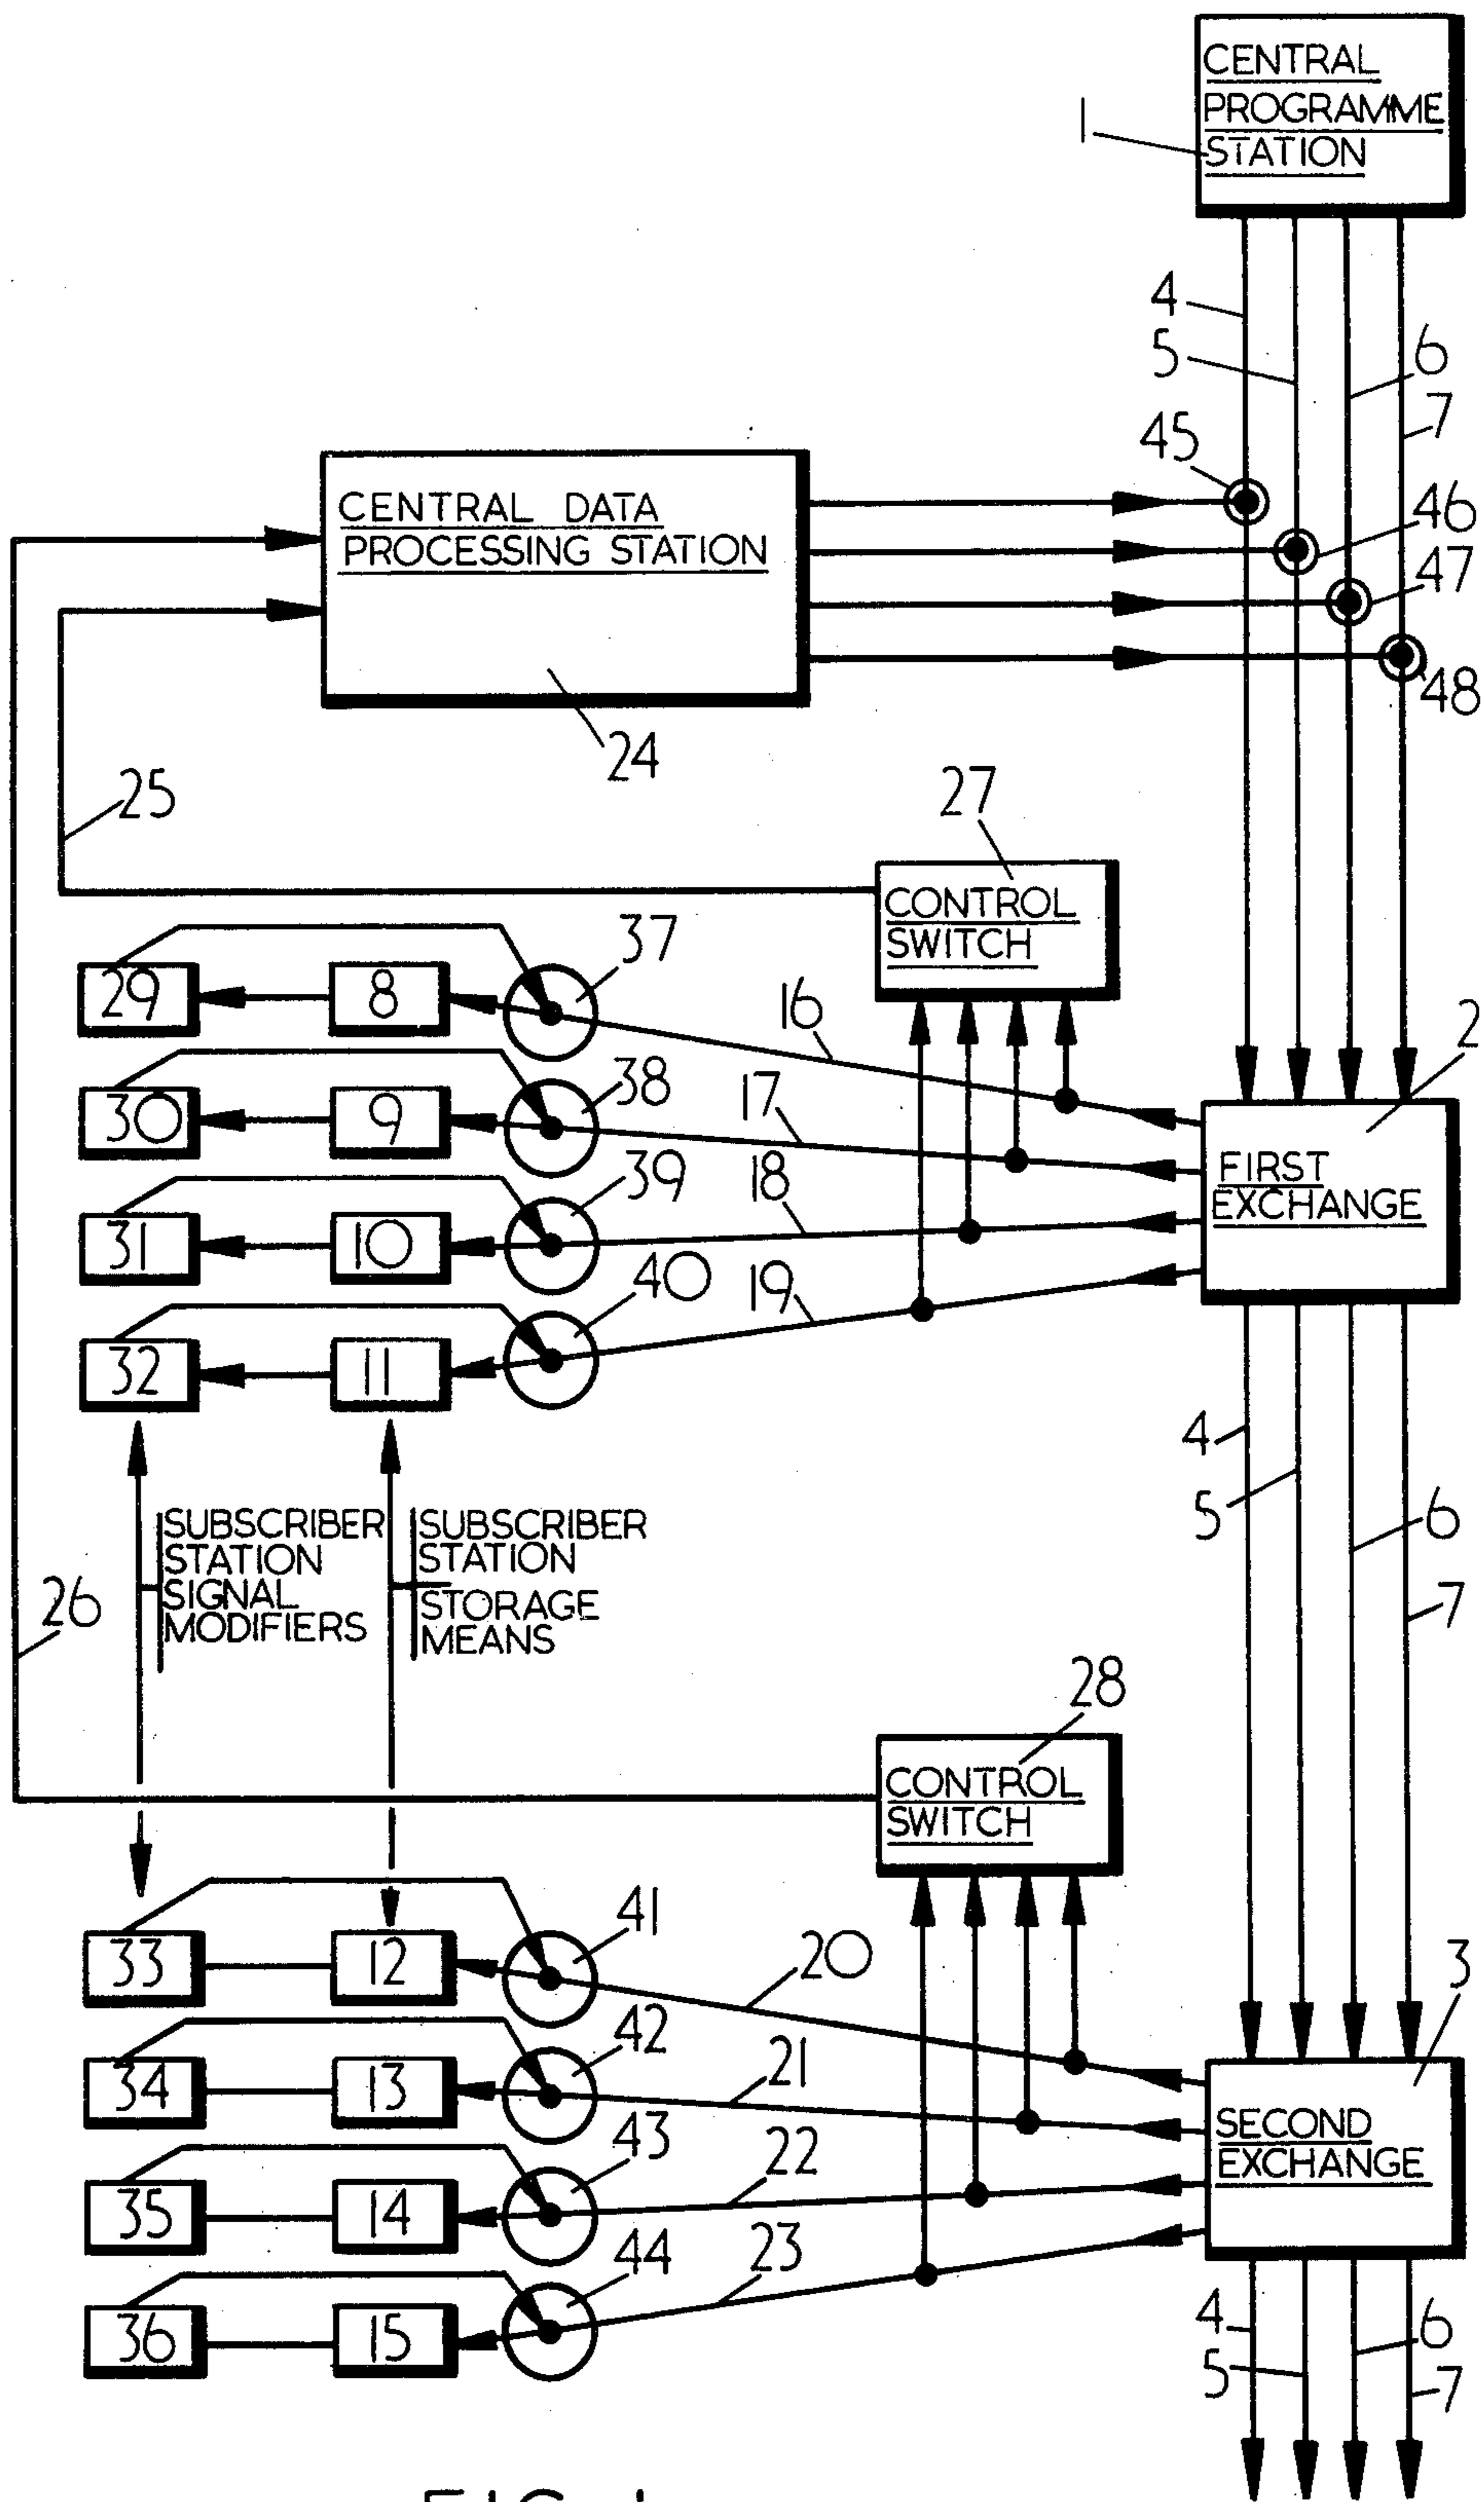 CENTRAL
PROGRAMME
STATION
1
4
5
6
7
45
46
47
48
CENTRAL DATA
PROCESSING STATION
24
25
27
CONTROL
SWITCH
37
29
8
16
2
38
30
9
17
39
31
10
18
FIRST
EXCHANGE
40
32
11
19
4
5
6
7
SUBSCRIBER
STATION
SIGNAL
MODIFIERS
SUBSCRIBER
STATION
STORAGE
MEANS
26
28
CONTROL
SWITCH
41
33
12
20
3
42
34
13
21
43
35
14
22
SECOND
EXCHANGE
44
36
15
23
4
5
6
7